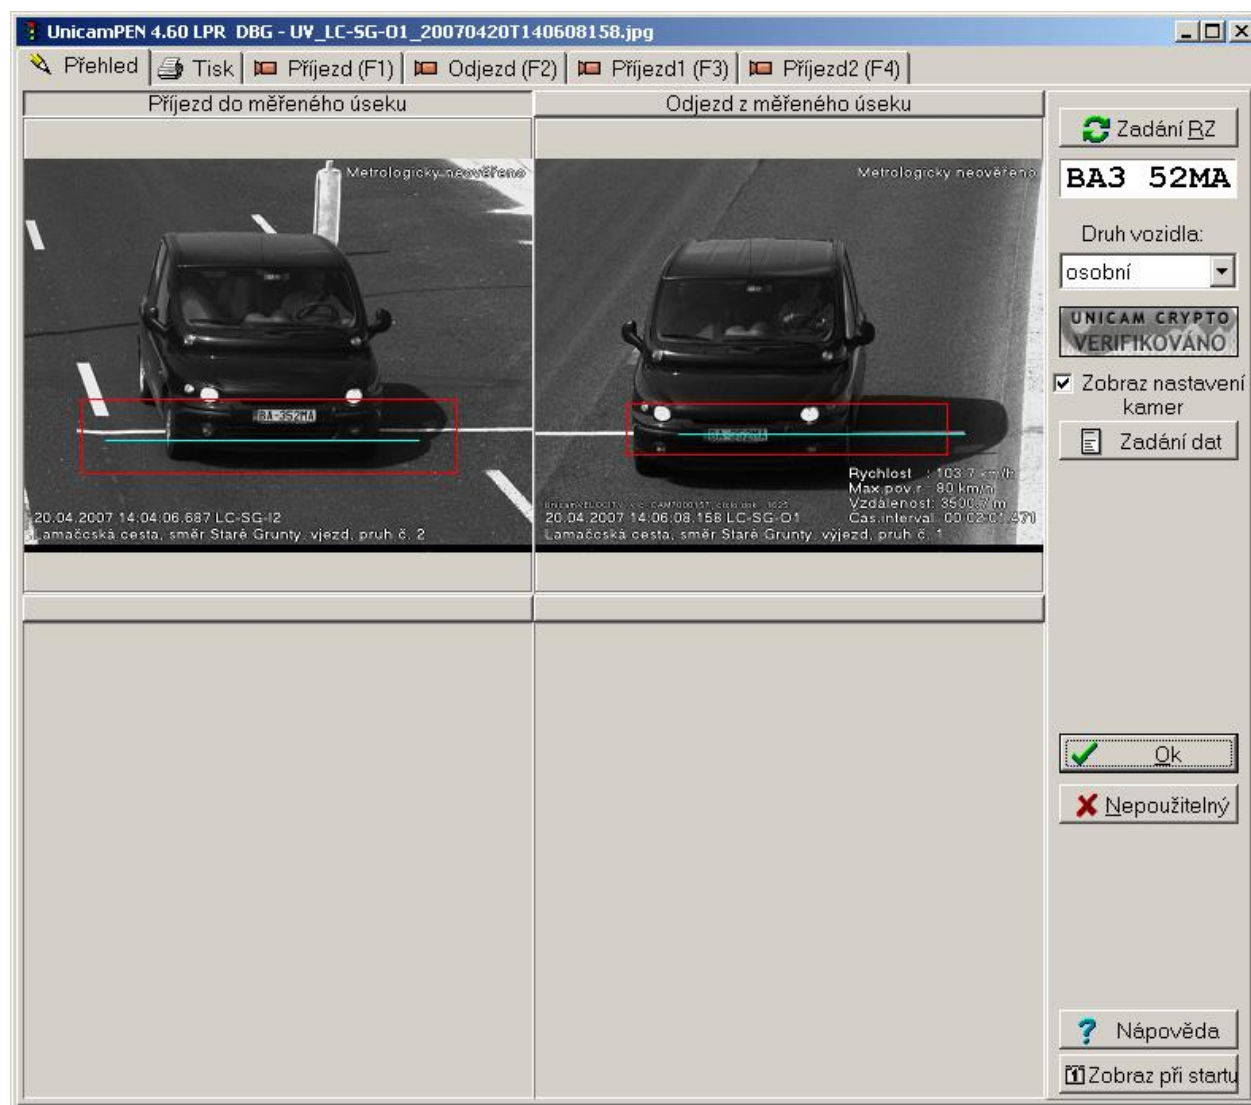 UnicamPEN 4.60 LPR DBG - UV_LC-SG-O1_20070420T140608158.jpg
Přehled Tisk Příjezd (F1) Odjezd (F2) Příjezd1 (F3) Příjezd2 (F4)
Příjezd do měřeného úseku
Metrologicky neověřeno
BA-352MA
20.04.2007 14:04:06.687 LC-SG-I2
Lamačcská cesta, směr Staré Grunty, vjezd, pruh č. 2
Odjezd z měřeného úseku
Metrologicky neověřeno
BA-352MA
Rychlost : 103.7 km/h
Max.pov.r.: 80 km/h
Vzdálenost: 3500.7 m
20.04.2007 14:06:08.158 LC-SG-O1 Čas.interval: 00:02:01.471
Lamačcská cesta, směr Staré Grunty, výjezd, pruh č. 1
Zadání RZ
BA3 52MA
Druh vozidla:
osobní
UNICAM CRYPTO
VERIFIKOVÁNO
Zobraz nastavení
kamer
Zadání dat
Ok
Nepoužitelný
Nápověda
Zobraz při startu